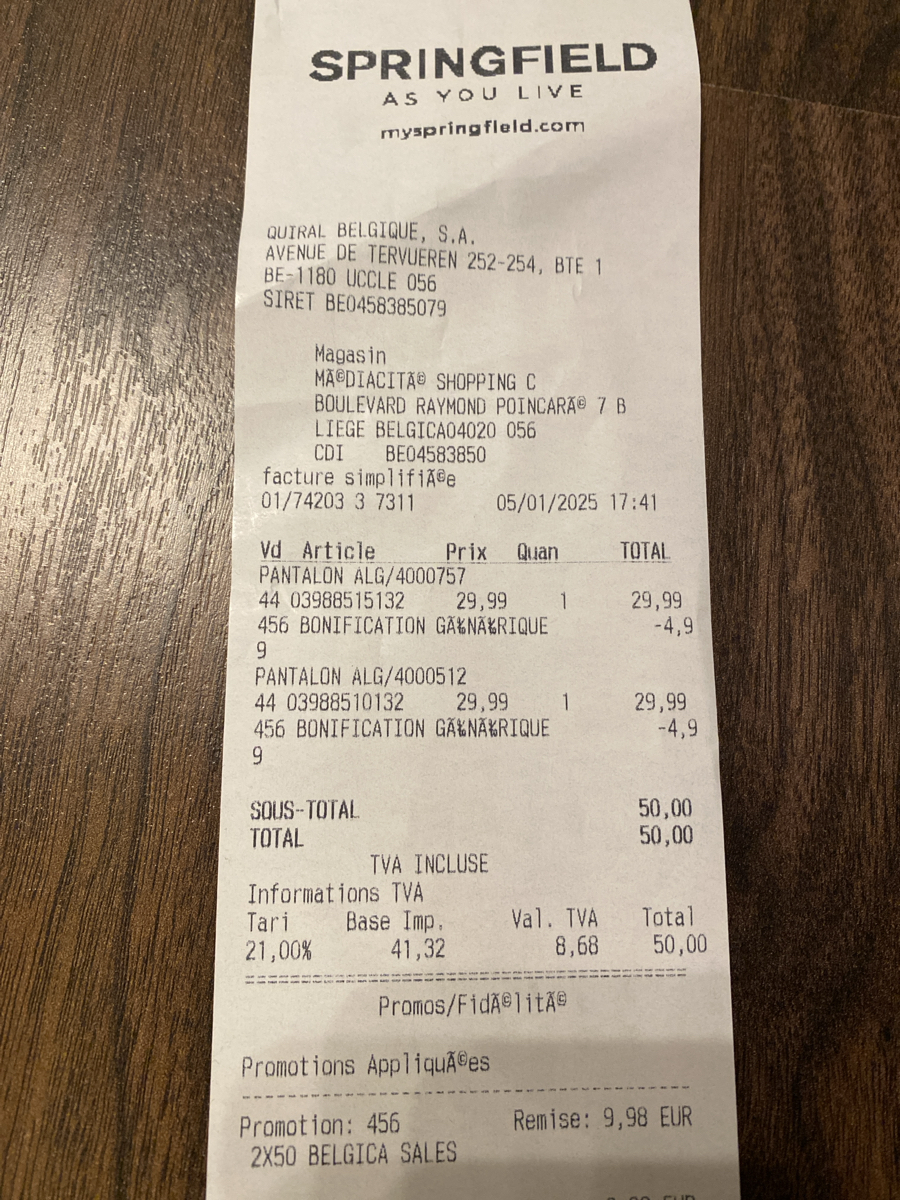 SPRINGFIELD
AS YOU LIVE
myspringfield.com
QUIRAL BELGIQUE, S.A.
AVENUE DE TERVUEREN 252-254, BTE 1
BE-1180 UCCLE 056
SIRET BE0458385079
Magasin
MÃ©DIACITÃ© SHOPPING C
BOULEVARD RAYMOND POINCARÃ© 7 B
LIEGE BELGICA04020 056
CDI BE04583850
facture simplifiÃ©e
01/74203 3 7311 05/01/2025 17:41
Vd Article Prix Quan TOTAL
PANTALON ALG/4000757
44 03988515132 29,99 1 29,99
456 BONIFICATION GÃ‰NÃ‰RIQUE -4,9
9
PANTALON ALG/4000512
44 03988510132 29,99 1 29,99
456 BONIFICATION GÃ‰NÃ‰RIQUE -4,9
9
SOUS-TOTAL 50,00
TOTAL 50,00
TVA INCLUSE
Informations TVA
Tari Base Imp. Val. TVA Total
21,00% 41,32 8,68 50,00
Promos/FidÃ©litÃ©
Promotions AppliquÃ©es
Promotion: 456 Remise: 9,98 EUR
2X50 BELGICA SALES